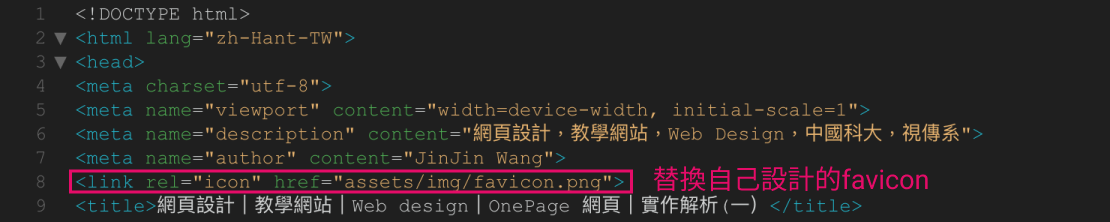 1 <!DOCTYPE html>
2 ▼ <html lang="zh-Hant-TW">
3 ▼ <head>
4 <meta charset="utf-8">
5 <meta name="viewport" content="width=device-width, initial-scale=1">
6 <meta name="description" content="網頁設計，教學網站，Web Design，中國科大，視傳系">
7 <meta name="author" content="JinJin Wang">
8 <link rel="icon" href="assets/img/favicon.png"> 替換自己設計的favicon
9 <title>網頁設計｜教學網站｜Web design｜OnePage 網頁｜實作解析(一）</title>